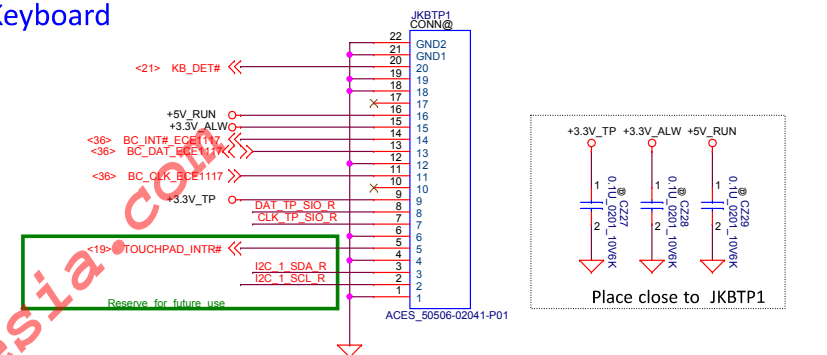 Keyboard
JKBTP1
CONN@
22 GND2
21 GND1
<21> KB_DET# 20 20
19 19
18 18
17 17
+5V_RUN 16 16
+3.3V_ALW 15 15
<36> BC_INT#_ECE1117 14 14
<36> BC_DAT_ECE1117 13 13
12 12
<36> BC_CLK_ECE1117 11 11
10 10
+3.3V_TP 9 9
DAT_TP_SIO_R 8 8
CLK_TP_SIO_R 7 7
6 6
<19> TOUCHPAD_INTR# 5 5
4 4
I2C_1_SDA_R 3 3
I2C_1_SCL_R 2 2
1 1
Reserve for future use
ACES_50506-02041-P01
+3.3V_TP +3.3V_ALW +5V_RUN
1 1 1
2 2 2
@ CZ27
0.1U_0201_10V6K
@ CZ28
0.1U_0201_10V6K
@ CZ29
0.1U_0201_10V6K
Place close to JKBTP1
sia.com